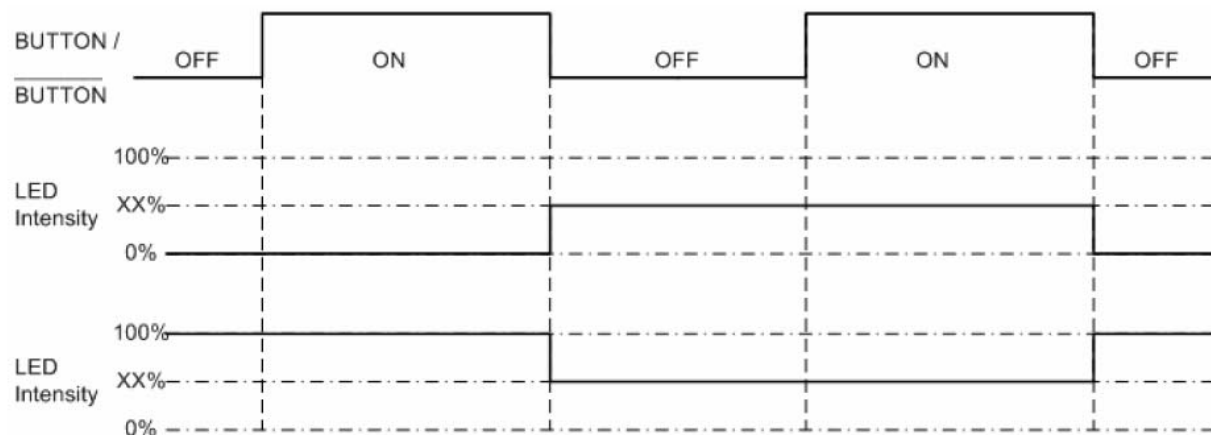 BUTTON /
BUTTON
OFF ON OFF ON OFF
100%
LED
Intensity
XX%
0%
100%
LED
Intensity
XX%
0%